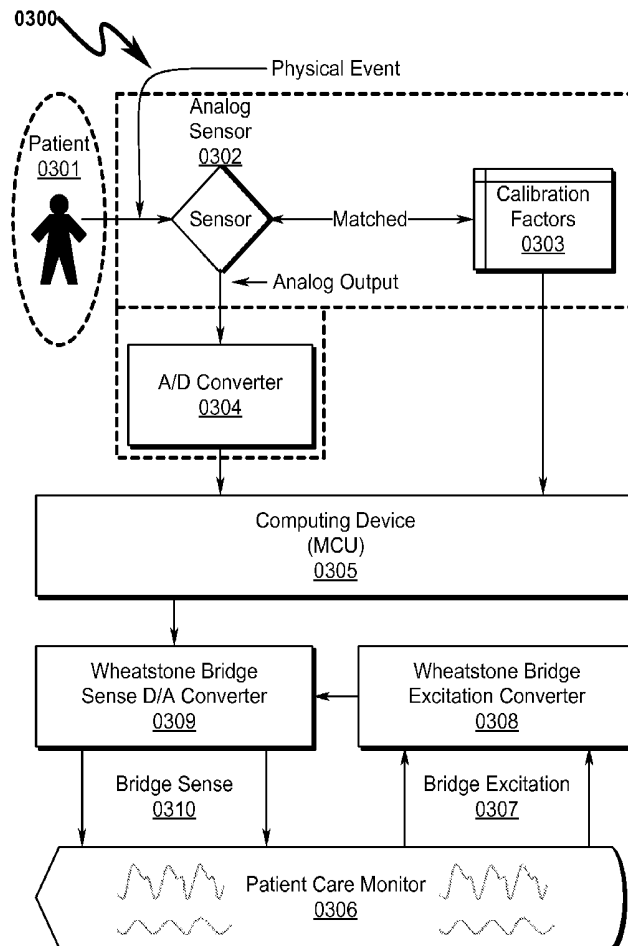 0300
Physical Event
Analog
Sensor
0302
Patient
0301
Sensor
Matched
Calibration
Factors
0303
Analog Output
A/D Converter
0304
Computing Device
(MCU)
0305
Wheatstone Bridge
Sense D/A Converter
0309
Wheatstone Bridge
Excitation Converter
0308
Bridge Sense
0310
Bridge Excitation
0307
Patient Care Monitor
0306